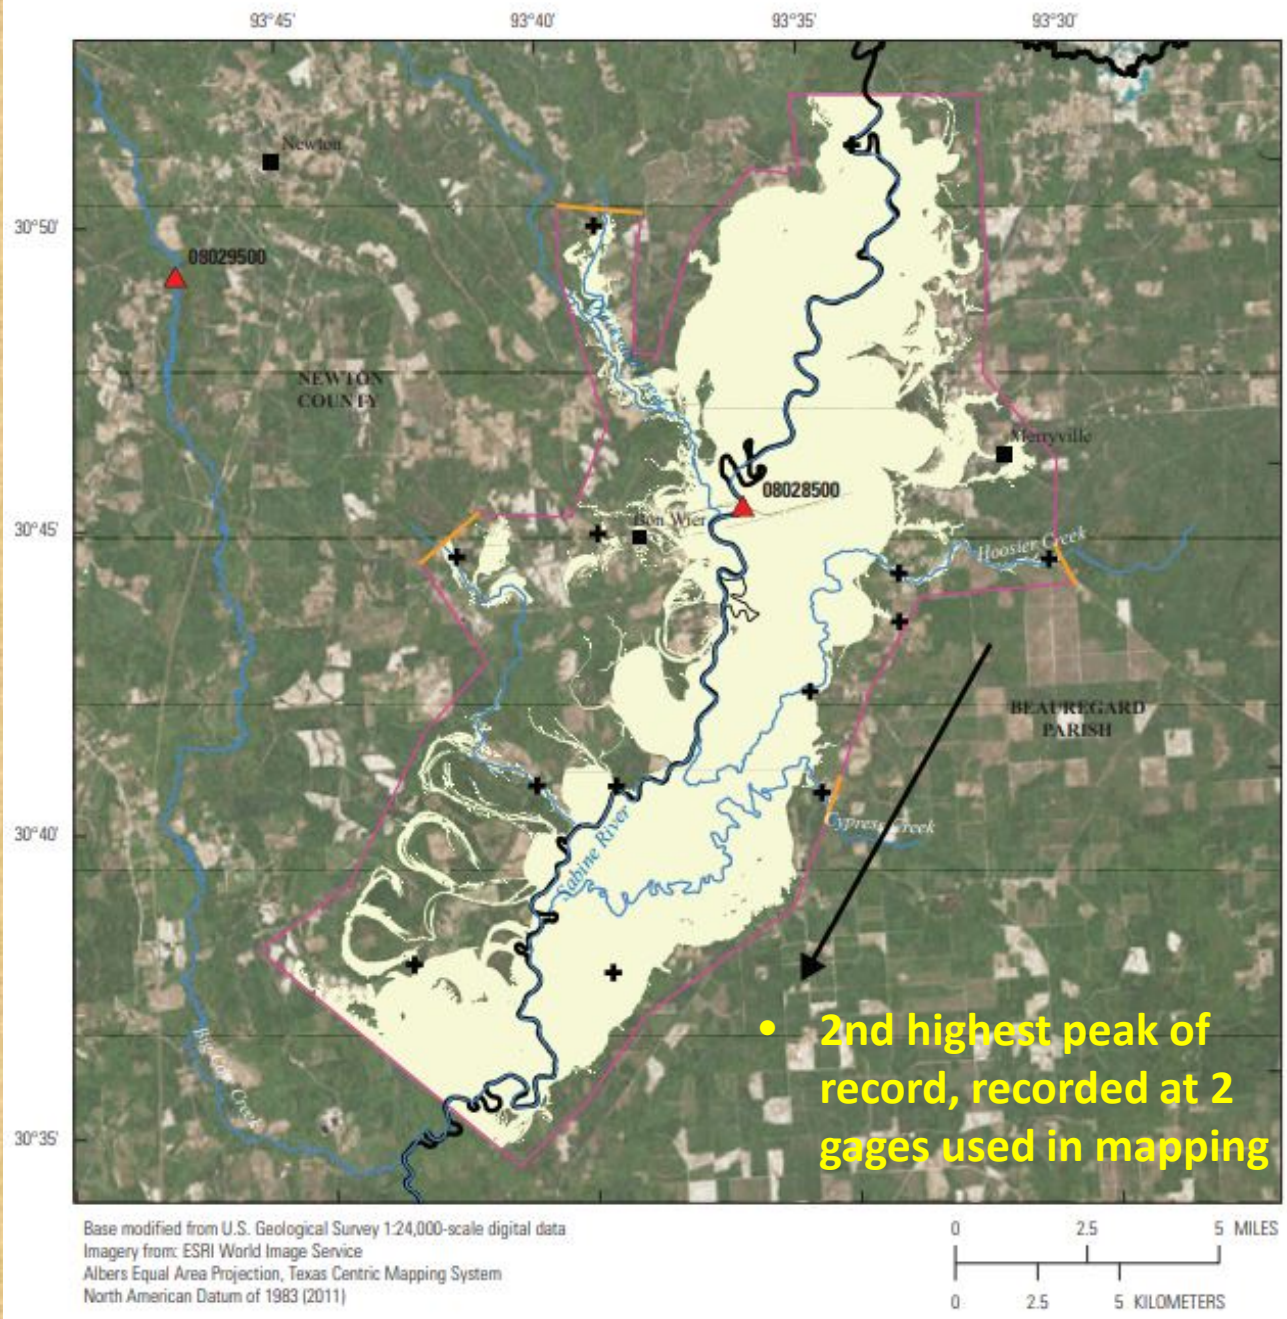 93°45' 93°40' 93°35' 93°30'
Newton
30°50'
08029500
NEWTON
COUNTY
Merryville
08028500
30°45'
Bon Wier
Hoosier Creek
BEAUREGARD
PARISH
30°40'
Cypress Creek
Sabine River
Big Cow Creek
30°35'
• 2nd highest peak of
record, recorded at 2
gages used in mapping
Base modified from U.S. Geological Survey 1:24,000-scale digital data
Imagery from: ESRI World Image Service
Albers Equal Area Projection, Texas Centric Mapping System
North American Datum of 1983 (2011)
0 2.5 5 MILES
0 2.5 5 KILOMETERS